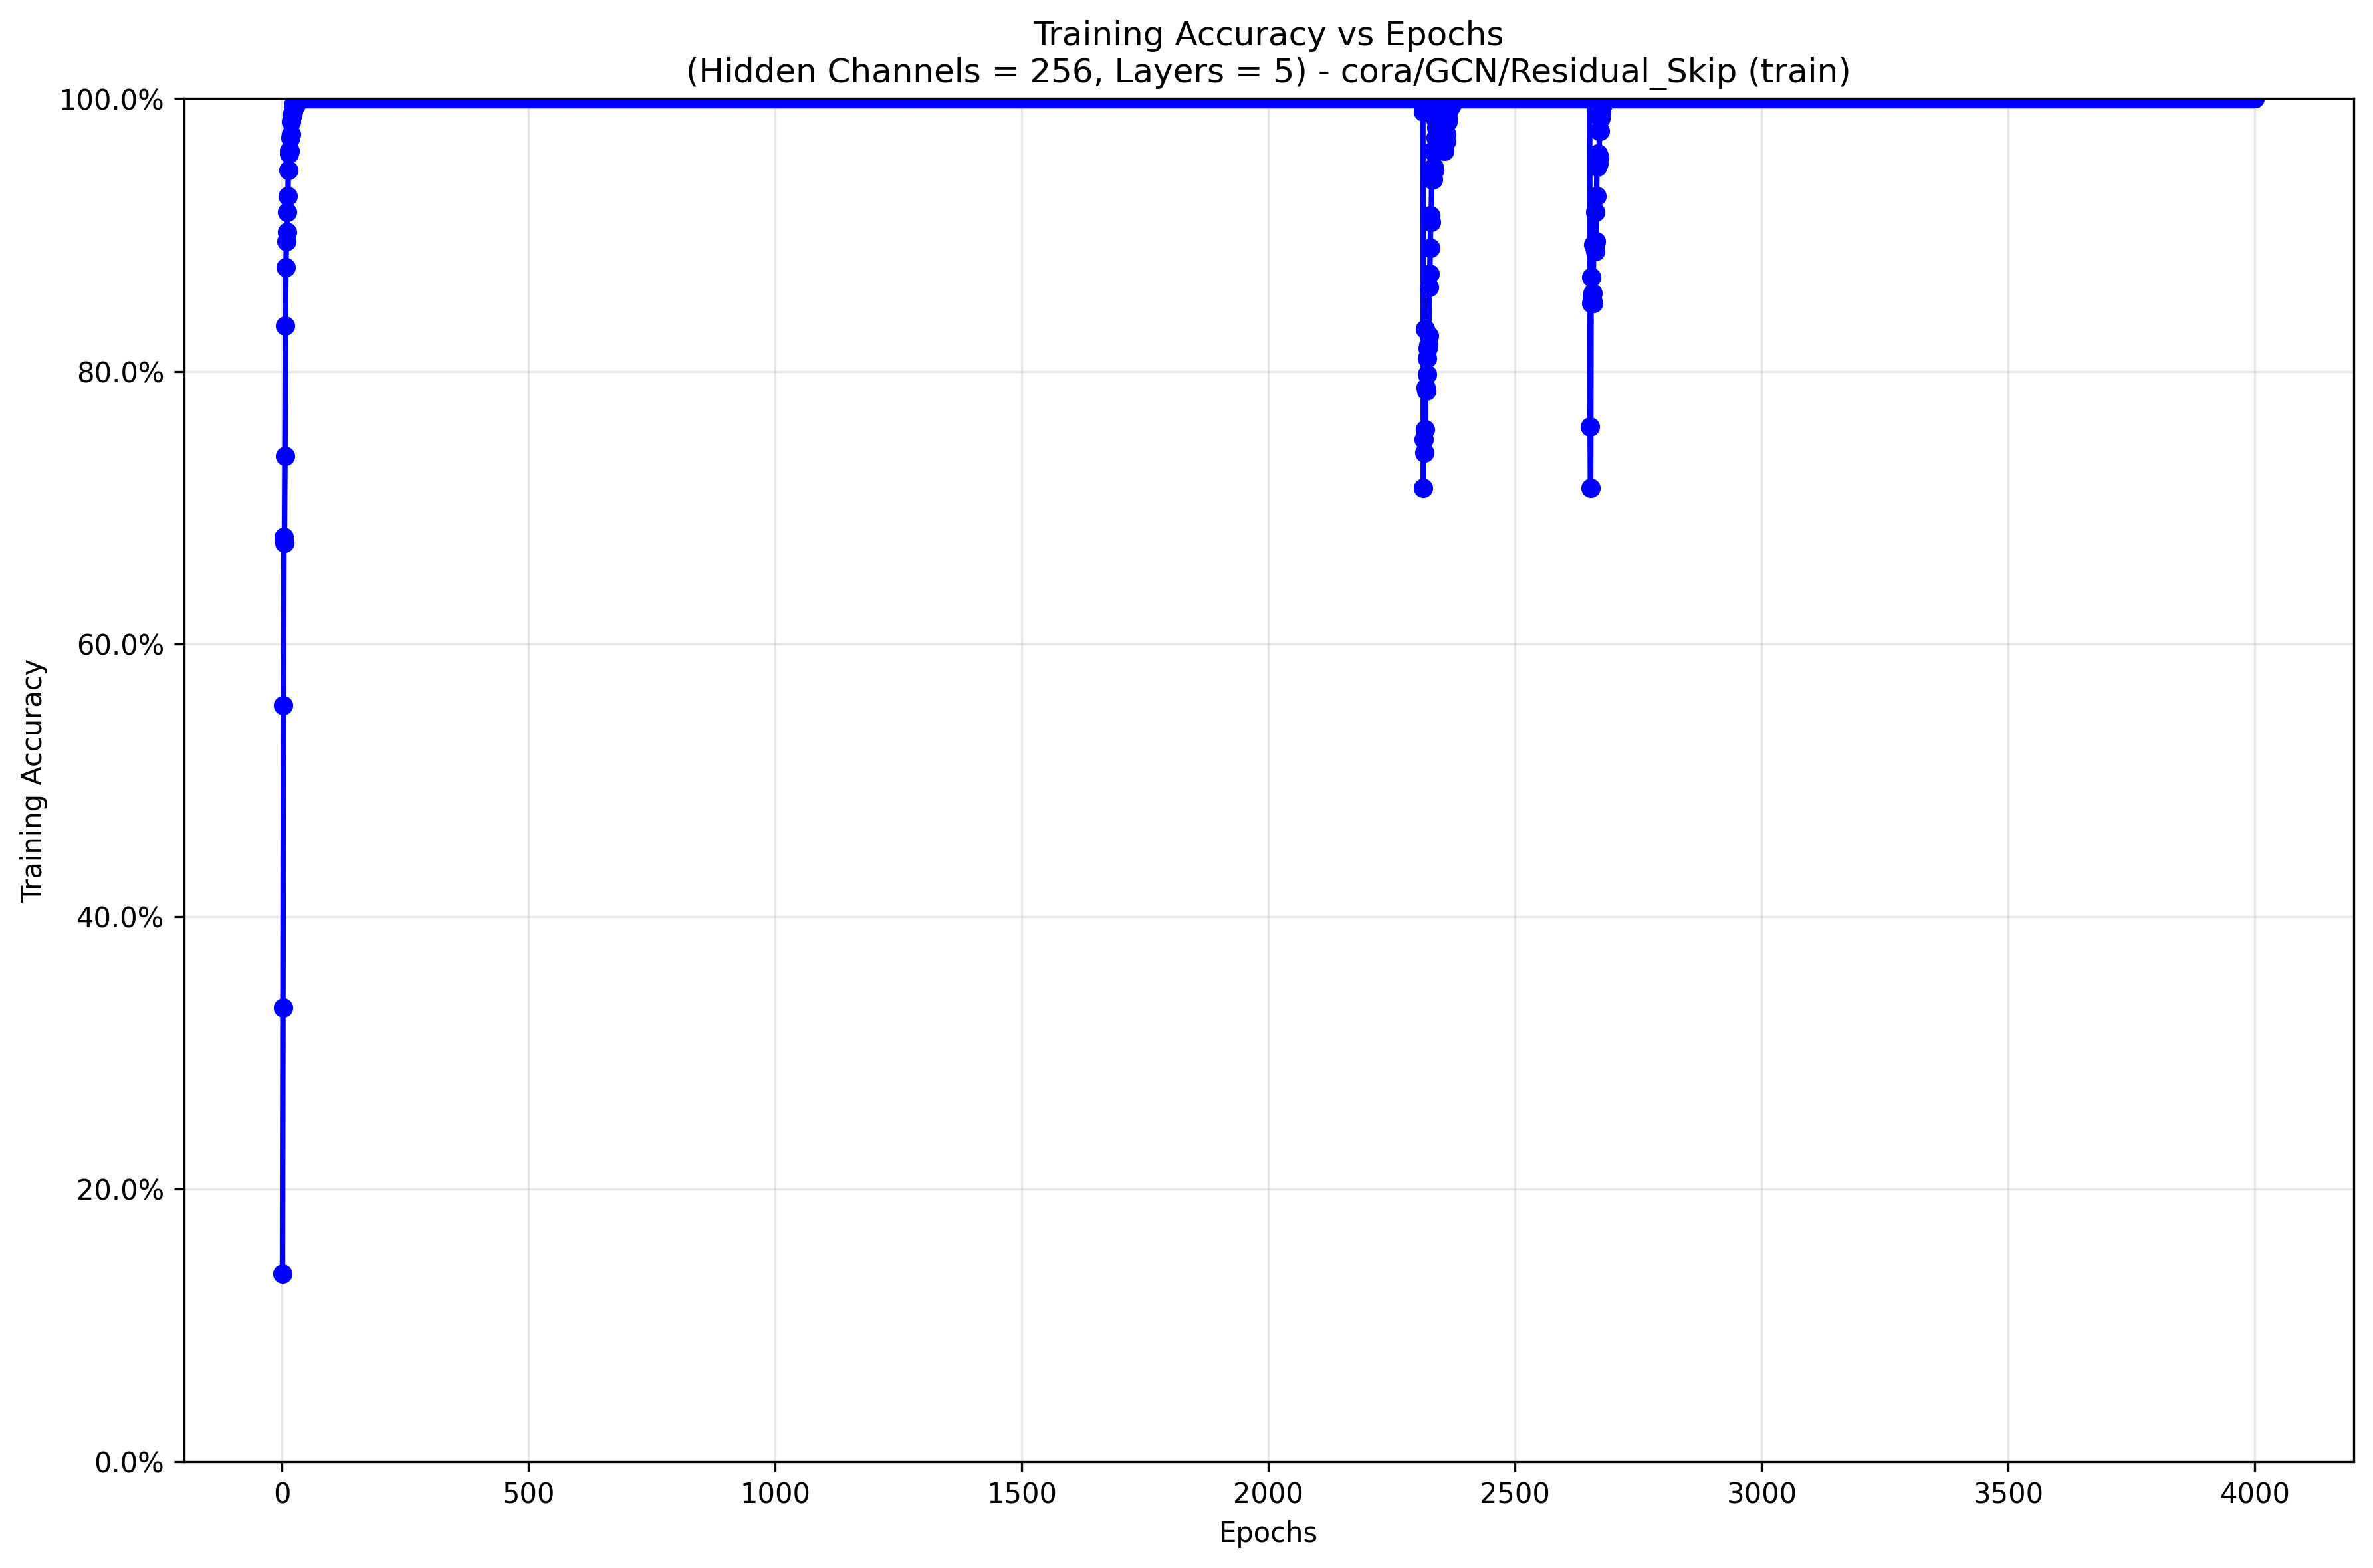 Training Accuracy vs Epochs
(Hidden Channels = 256, Layers = 5) - cora/GCN/Residual_Skip (train)
100.0%
80.0%
60.0%
40.0%
20.0%
0.0%
Training Accuracy
0 500 1000 1500 2000 2500 3000 3500 4000
Epochs